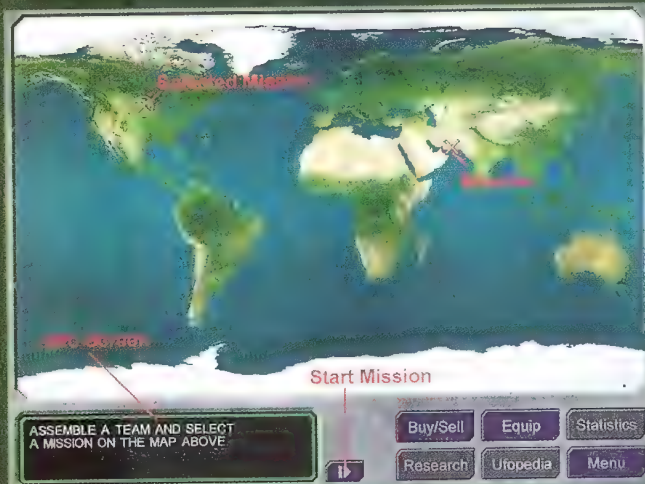 Selected Mission
Start Mission
ASSEMBLE A TEAM AND SELECT
A MISSION ON THE MAP ABOVE
Buy/Sell
Equip
Statistics
Research
Ufopedia
Menu